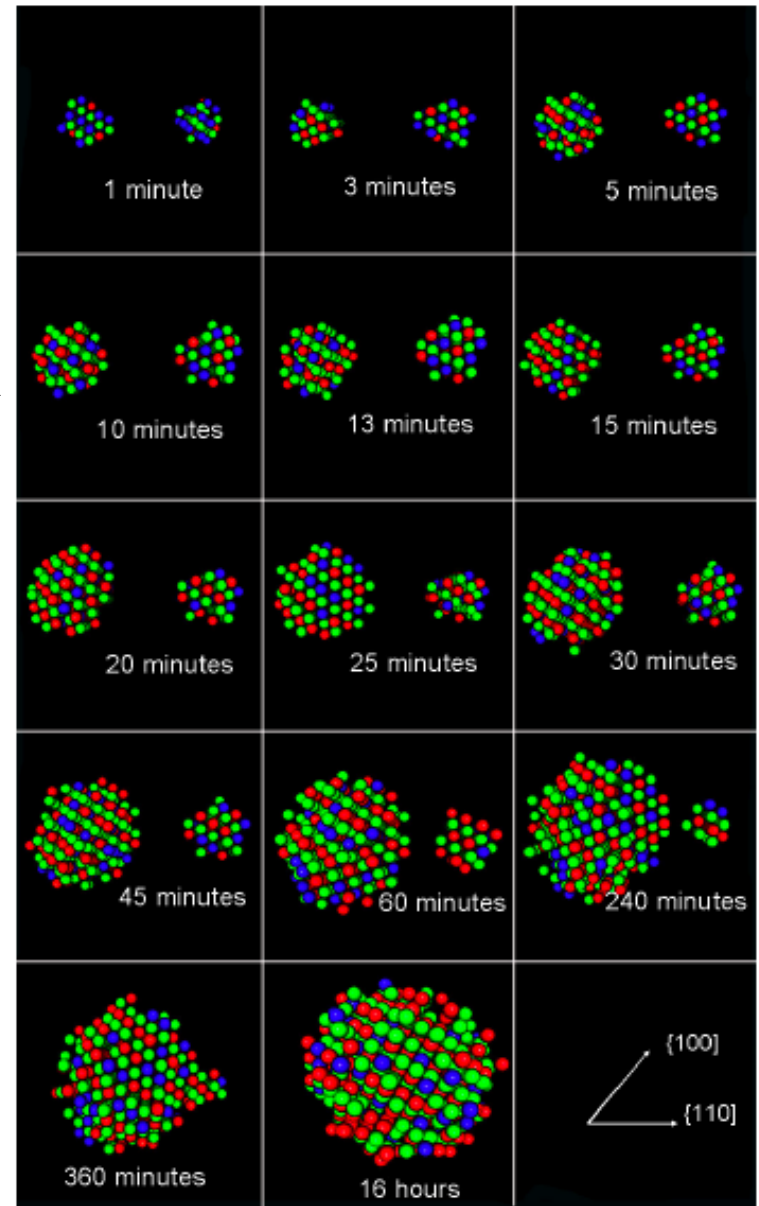 1 minute
3 minutes
5 minutes
10 minutes
13 minutes
15 minutes
20 minutes
25 minutes
30 minutes
45 minutes
60 minutes
240 minutes
360 minutes
16 hours
{100]
{110]